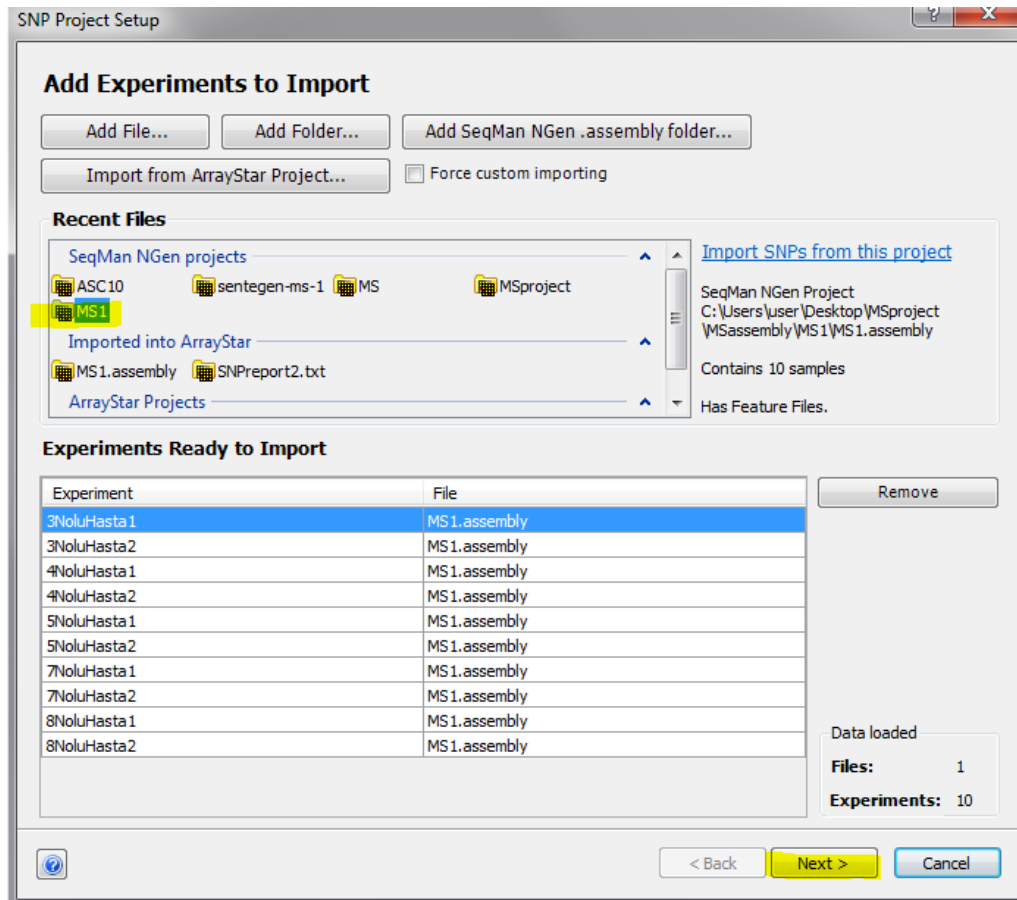 SNP Project Setup
? X
Add Experiments to Import
Add File... Add Folder... Add SeqMan NGen .assembly folder...
Import from ArrayStar Project... Force custom importing
Recent Files
SeqMan NGen projects
ASC10 sentegen-ms-1 MS MSproject
MS1
Imported into ArrayStar
MS1.assembly SNPreport2.txt
ArrayStar Projects
Import SNPs from this project
SeqMan NGen Project
C:\Users\user\Desktop\MSproject
\MSassembly\MS1\MS1.assembly
Contains 10 samples
Has Feature Files.
Experiments Ready to Import
Experiment File
3NoluHasta1 MS1.assembly
3NoluHasta2 MS1.assembly
4NoluHasta1 MS1.assembly
4NoluHasta2 MS1.assembly
5NoluHasta1 MS1.assembly
5NoluHasta2 MS1.assembly
7NoluHasta1 MS1.assembly
7NoluHasta2 MS1.assembly
8NoluHasta1 MS1.assembly
8NoluHasta2 MS1.assembly
Remove
Data loaded
Files: 1
Experiments: 10
? < Back Next > Cancel